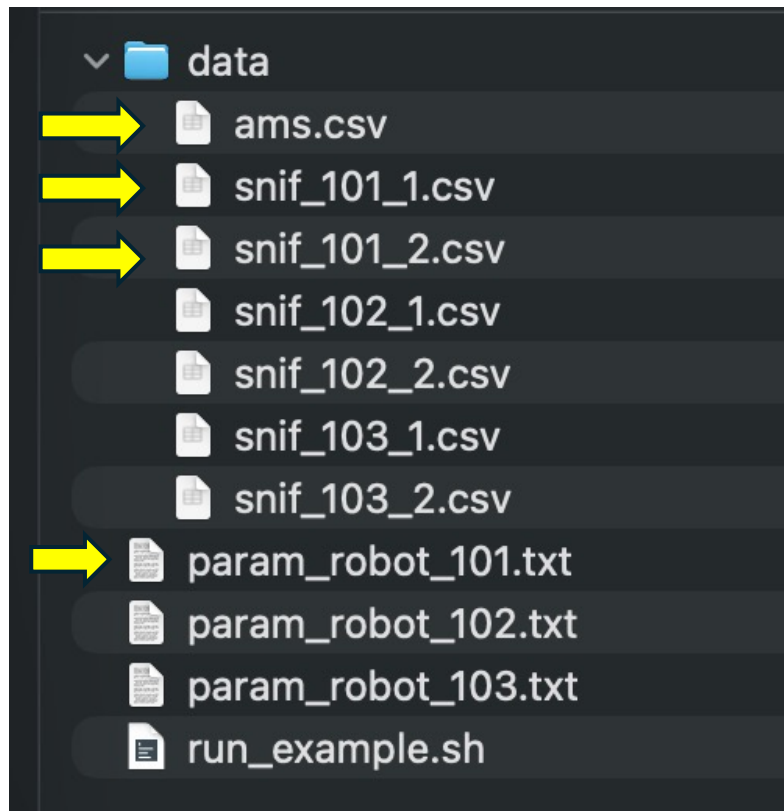 data
ams.csv
snif_101_1.csv
snif_101_2.csv
snif_102_1.csv
snif_102_2.csv
snif_103_1.csv
snif_103_2.csv
param_robot_101.txt
param_robot_102.txt
param_robot_103.txt
run_example.sh